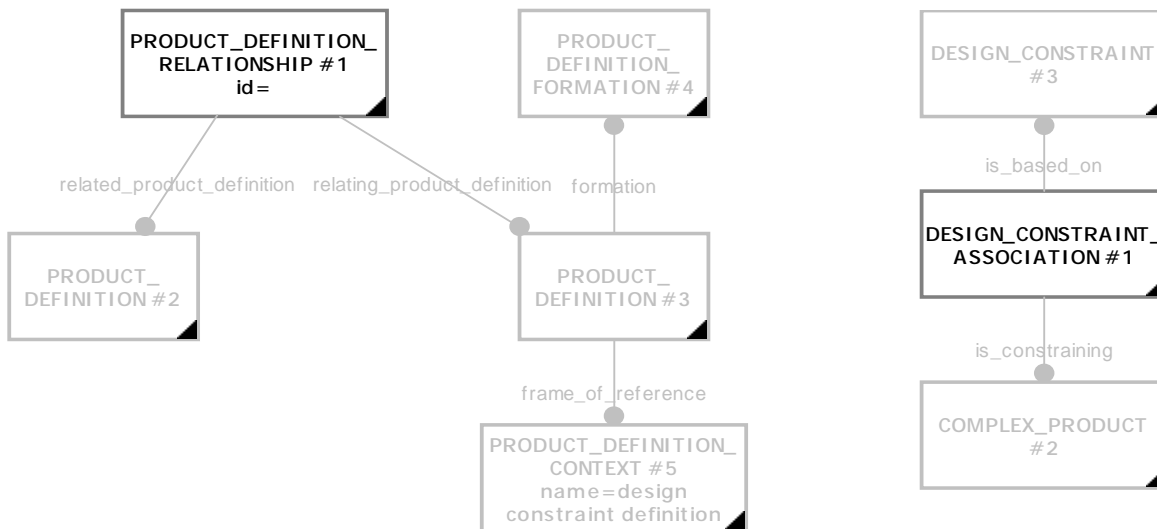 PRODUCT_DEFINITION_
RELATIONSHIP #1
id=
PRODUCT_
DEFINITION_
FORMATION #4
DESIGN_CONSTRAINT
#3
related_product_definition
relating_product_definition
formation
is_based_on
PRODUCT_
DEFINITION #2
PRODUCT_
DEFINITION #3
DESIGN_CONSTRAINT_
ASSOCIATION #1
frame_of_reference
is_constraining
PRODUCT_DEFINITION_
CONTEXT #5
name=design
constraint definition
COMPLEX_PRODUCT
#2